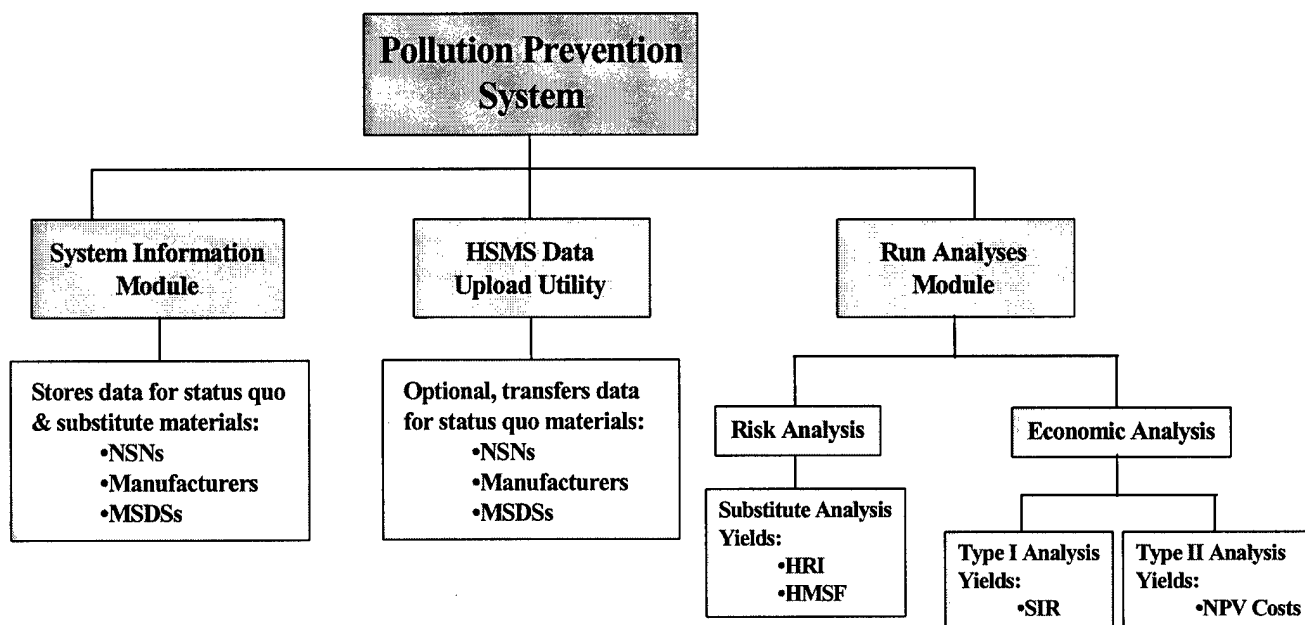 Pollution Prevention
System
System Information
Module
HSMS Data
Upload Utility
Run Analyses
Module
Stores data for status quo
& substitute materials:
•NSNs
•Manufacturers
•MSDSs
Optional, transfers data
for status quo materials:
•NSNs
•Manufacturers
•MSDSs
Risk Analysis
Economic Analysis
Substitute Analysis
Yields:
•HRI
•HMSF
Type I Analysis
Yields:
•SIR
Type II Analysis
Yields:
•NPV Costs